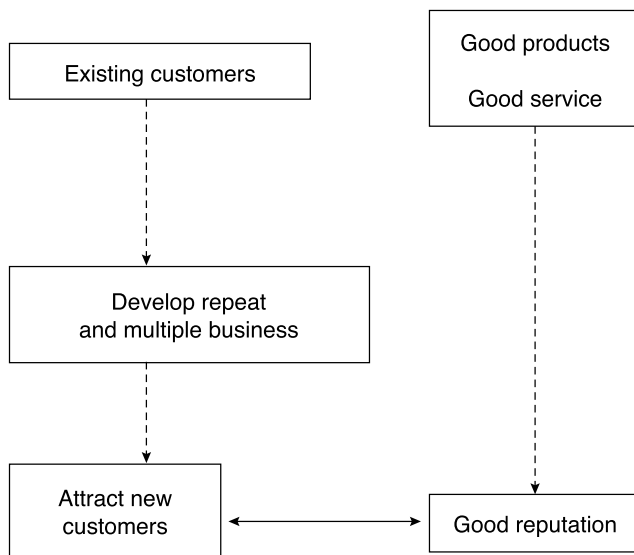 Existing customers
Good products
Good service
Develop repeat
and multiple business
Attract new
customers
Good reputation